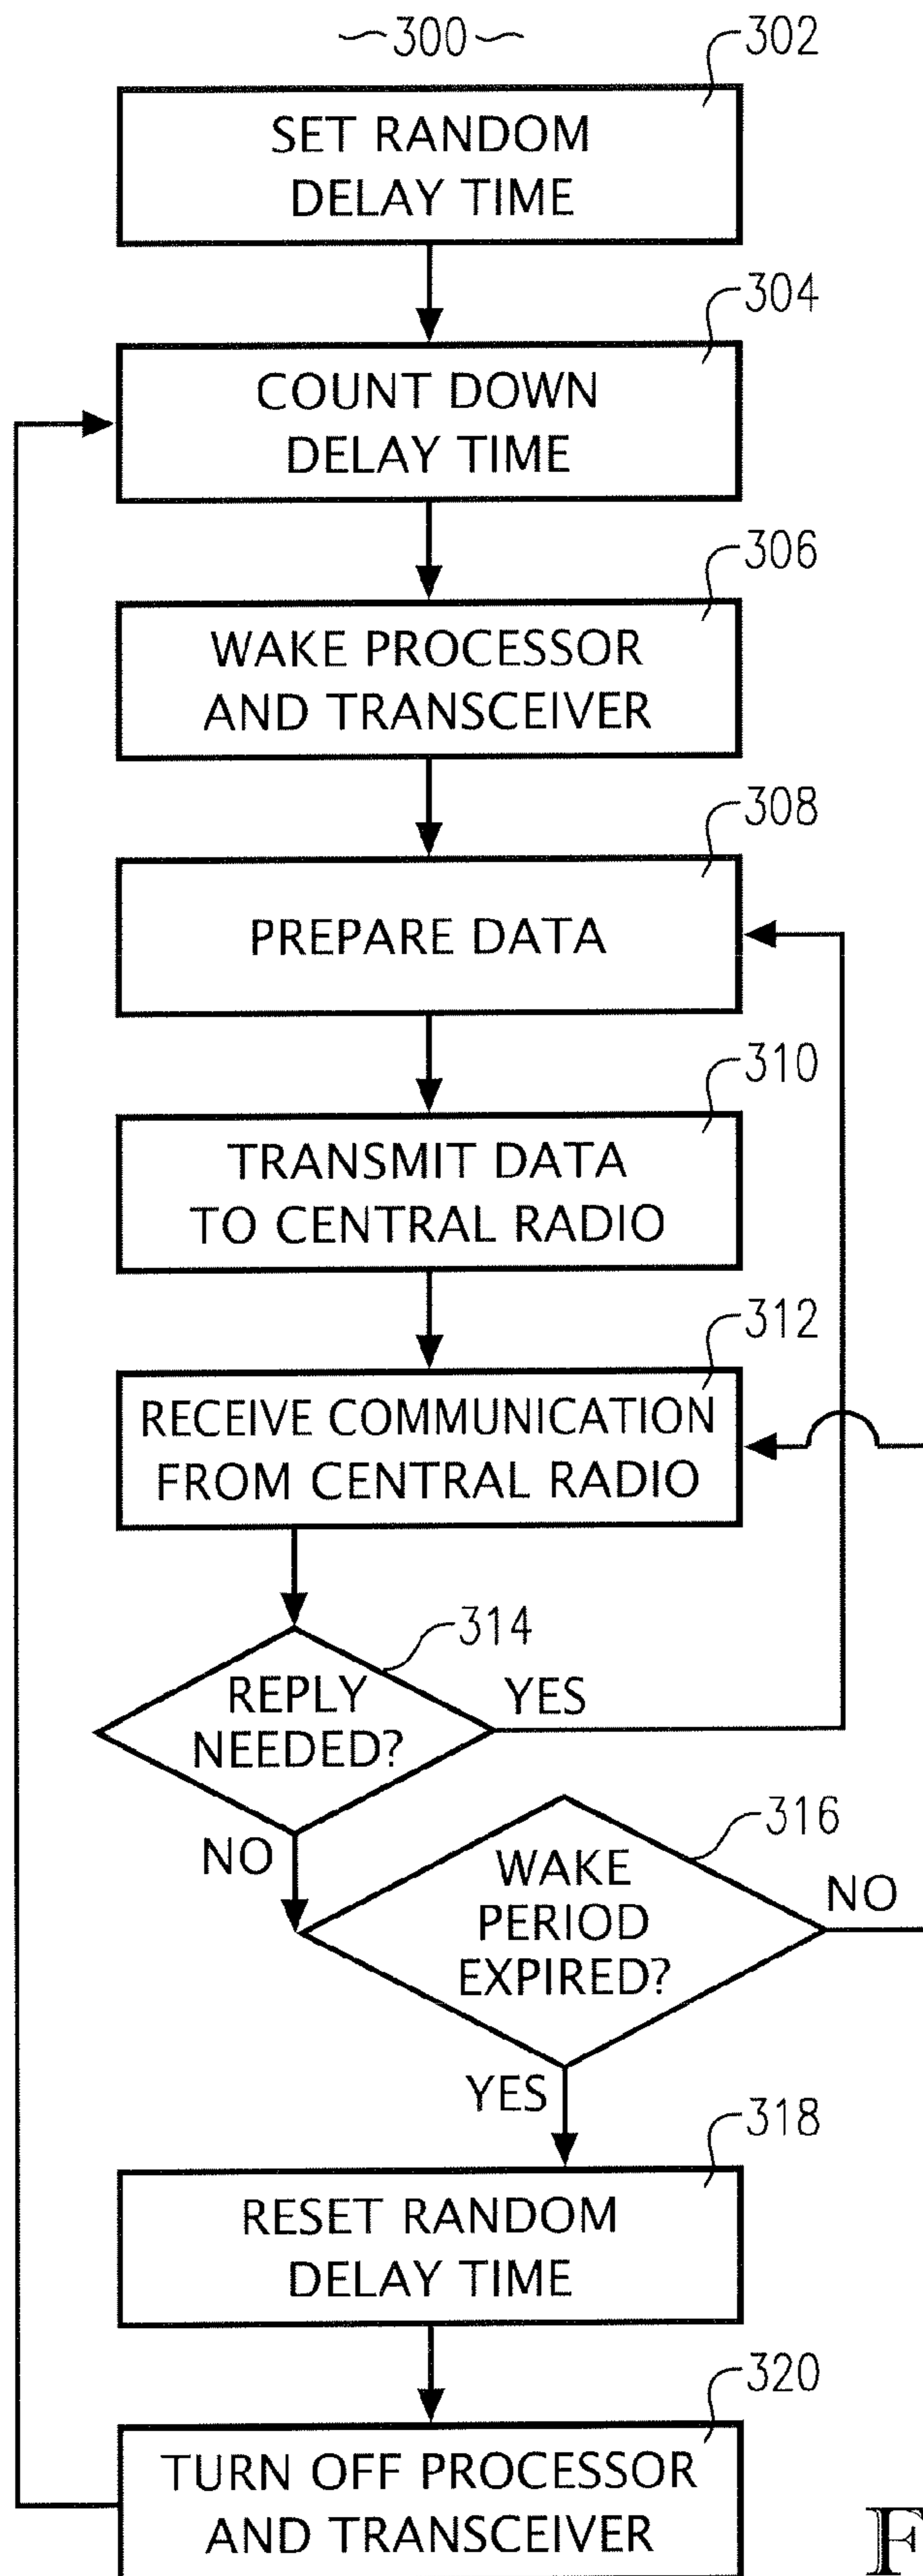 ~300~
302
SET RANDOM
DELAY TIME
304
COUNT DOWN
DELAY TIME
306
WAKE PROCESSOR
AND TRANSCEIVER
308
PREPARE DATA
310
TRANSMIT DATA
TO CENTRAL RADIO
312
RECEIVE COMMUNICATION
FROM CENTRAL RADIO
314
REPLY
NEEDED?
YES
NO
316
WAKE
PERIOD
EXPIRED?
NO
YES
318
RESET RANDOM
DELAY TIME
320
TURN OFF PROCESSOR
AND TRANSCEIVER
F